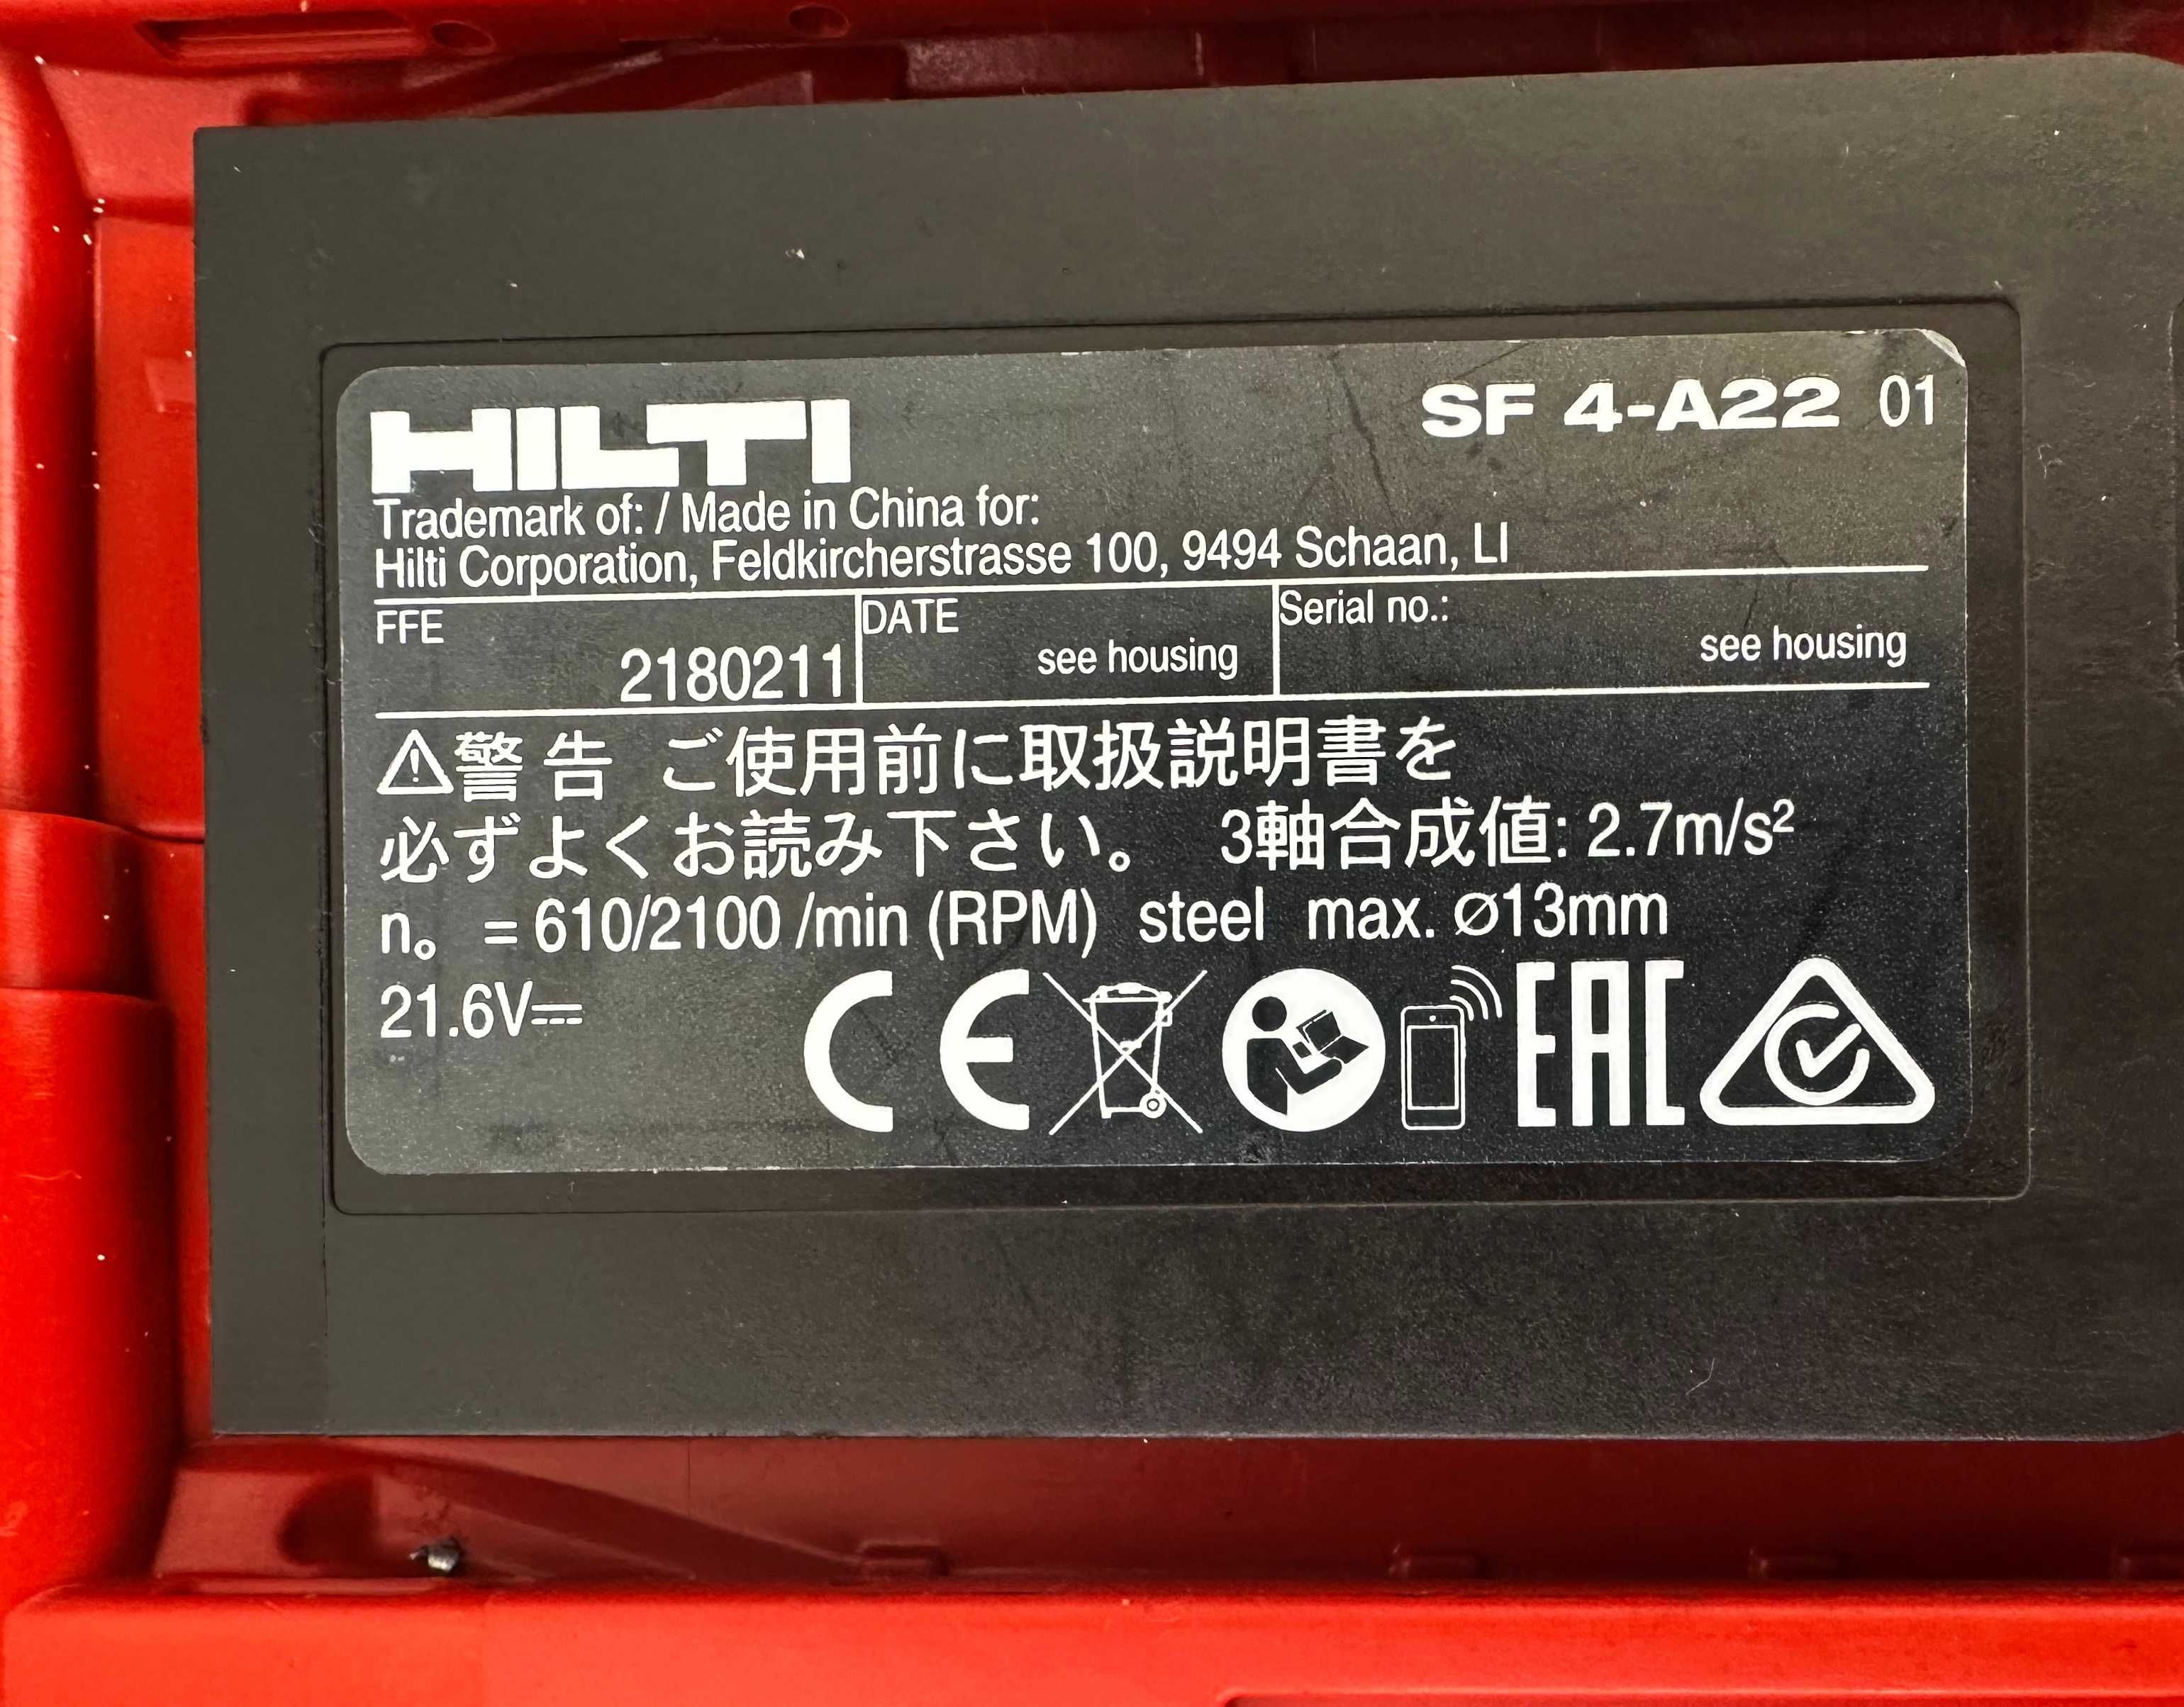 HILTI SF 4-A22 01
Trademark of: / Made in China for:
Hilti Corporation, Feldkircherstrasse 100, 9494 Schaan, LI
FFE DATE Serial no.:
2180211 see housing see housing
⚠警告 ご使用前に取扱説明書を
必ずよくお読み下さい。 3軸合成値: 2.7m/s²
n。 = 610/2100 /min (RPM) steel max. ⌀13mm
21.6V⎓
CE EAC